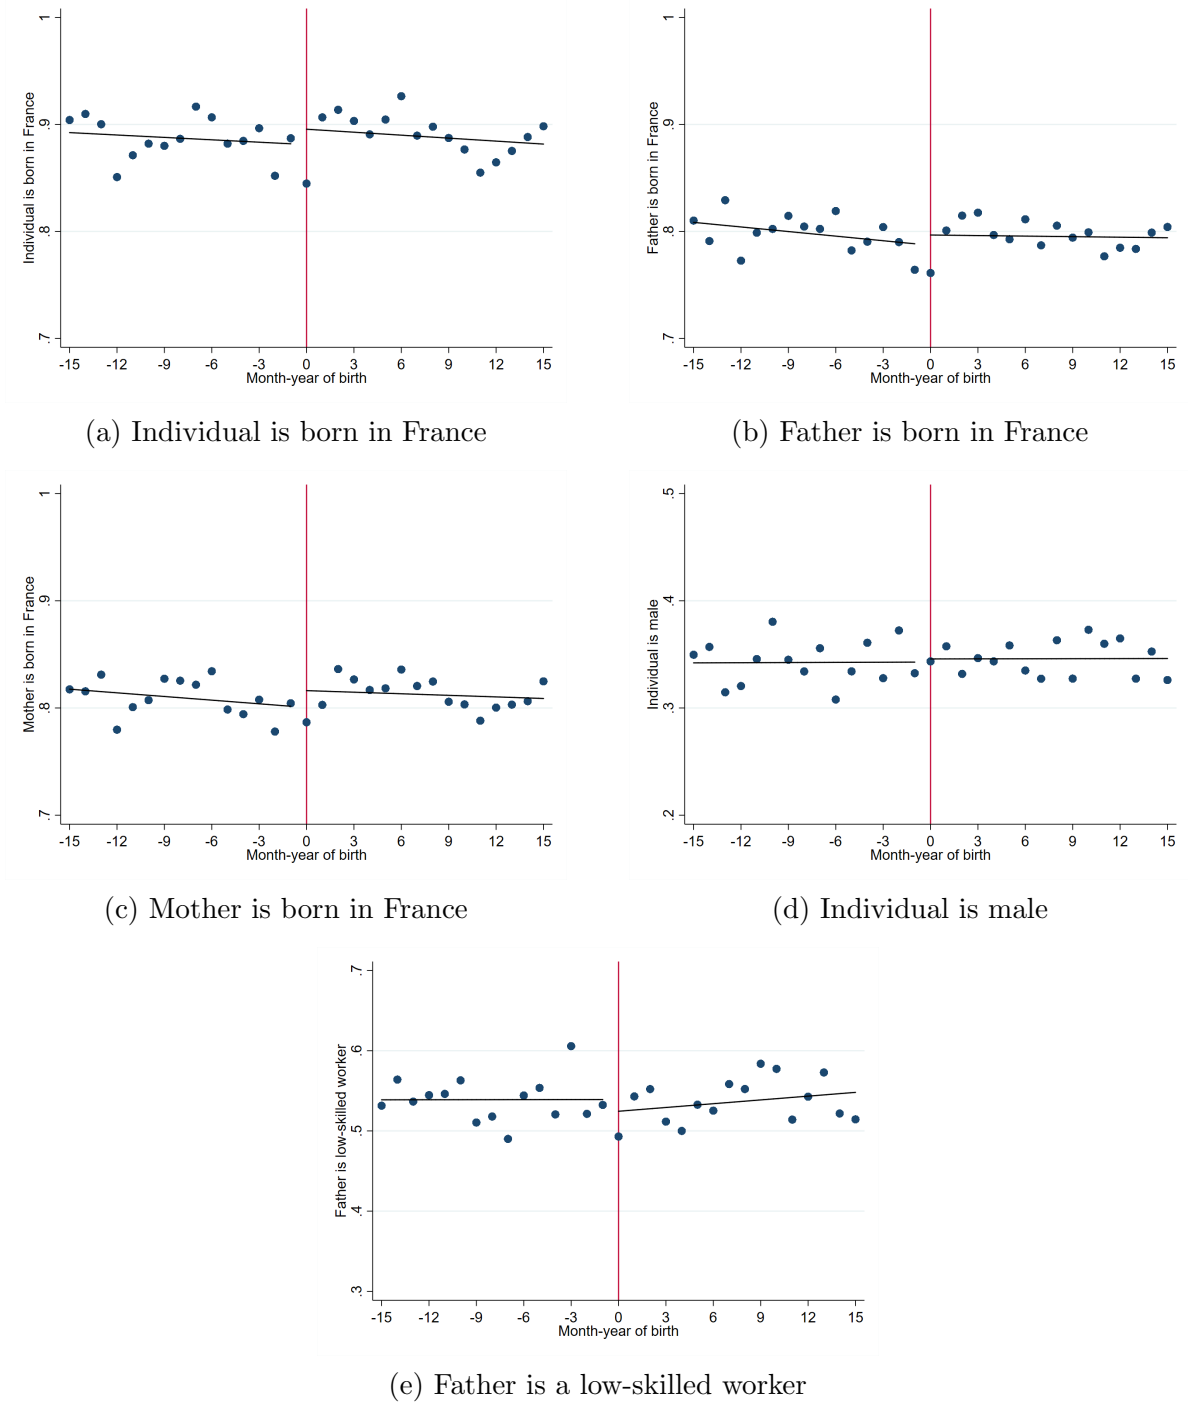 1
.9
.8
.7
Individual is born in France
-15 -12 -9 -6 -3 0 3 6 9 12 15
Month-year of birth
(a) Individual is born in France
1
.9
.8
.7
Father is born in France
-15 -12 -9 -6 -3 0 3 6 9 12 15
Month-year of birth
(b) Father is born in France
1
.9
.8
.7
Mother is born in France
-15 -12 -9 -6 -3 0 3 6 9 12 15
Month-year of birth
(c) Mother is born in France
.5
.4
.3
.2
Individual is male
-15 -12 -9 -6 -3 0 3 6 9 12 15
Month-year of birth
(d) Individual is male
.7
.6
.5
.4
.3
Father is low-skilled worker
-15 -12 -9 -6 -3 0 3 6 9 12 15
Month-year of birth
(e) Father is a low-skilled worker